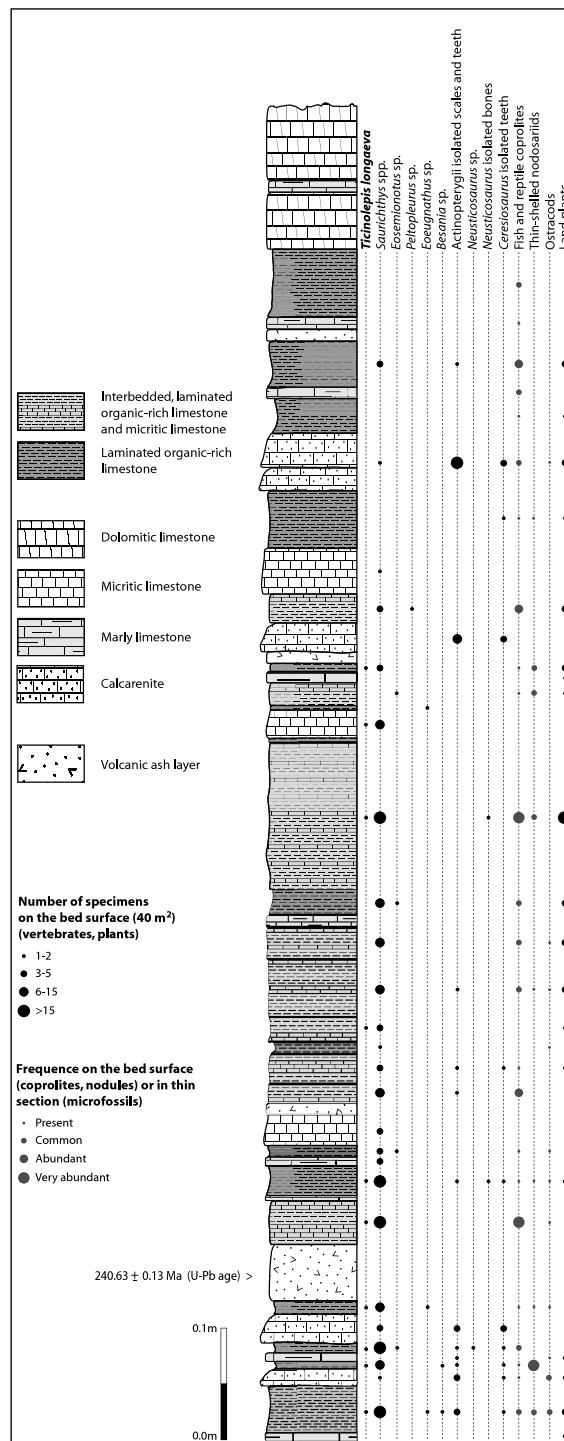 Ticinolepis longaeva
Saurichthys spp.
Eosemionotus sp.
Peltopleurus sp.
Eoeugnathus sp.
Besania sp.
Actinopterygii isolated scales and teeth
Neusticosaurus sp.
Neusticosaurus isolated bones
Ceresiosaurus isolated teeth
Fish and reptile coprolites
Thin-shelled nodosariids
Ostracods
Land plants
Interbedded, laminated
organic-rich limestone
and micritic limestone
Laminated organic-rich
limestone
Dolomitic limestone
Micritic limestone
Marly limestone
Calcarenite
Volcanic ash layer
Number of specimens
on the bed surface (40 m²)
(vertebrates, plants)
1-2
3-5
6-15
>15
Frequence on the bed surface
(coprolites, nodules) or in thin
section (microfossils)
Present
Common
Abundant
Very abundant
240.63 ± 0.13 Ma (U-Pb age) >
0.1m
0.0m